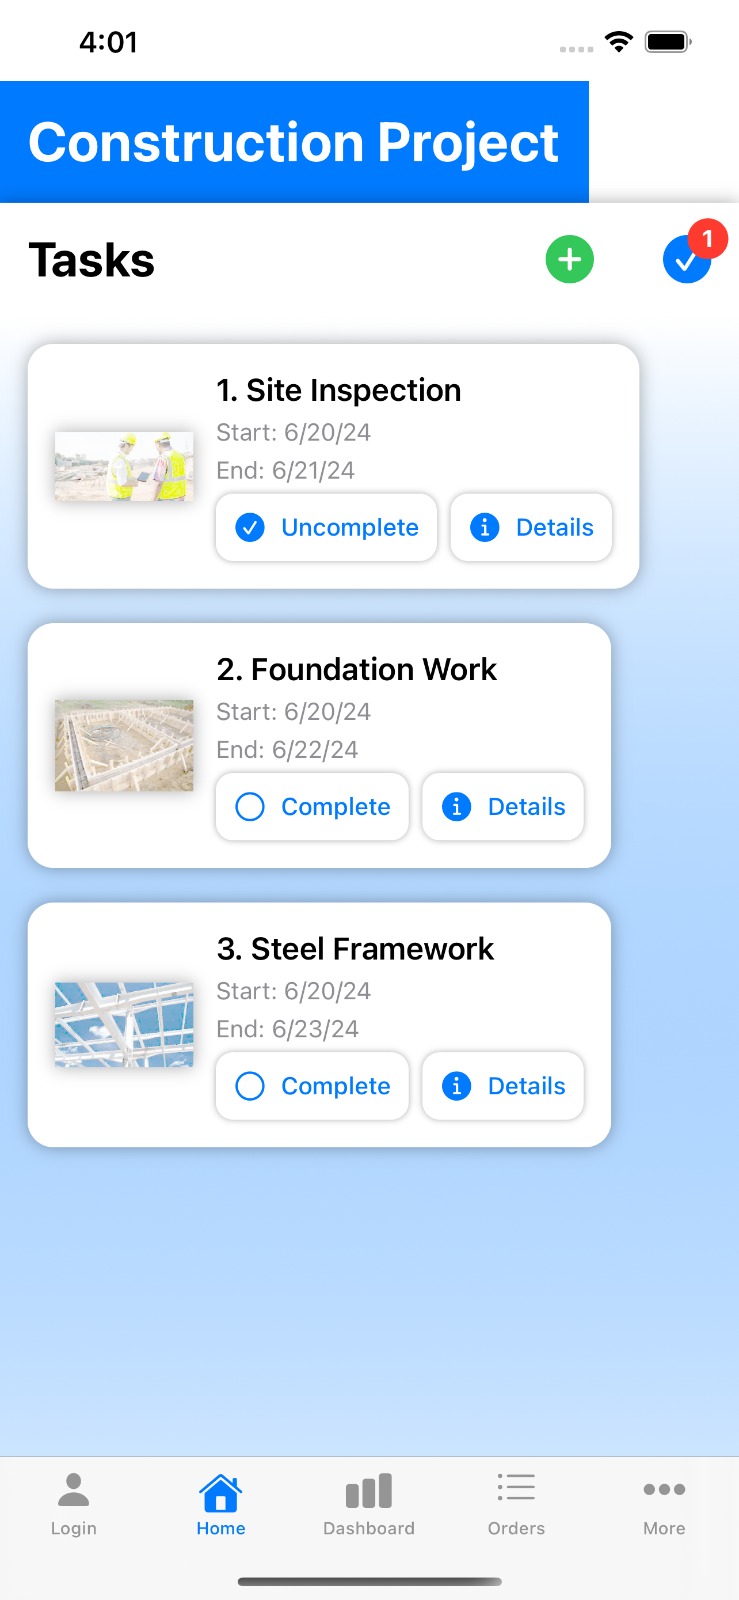 4:01
Construction Project
Tasks
1
1. Site Inspection
Start: 6/20/24
End: 6/21/24
Uncomplete Details
2. Foundation Work
Start: 6/20/24
End: 6/22/24
Complete Details
3. Steel Framework
Start: 6/20/24
End: 6/23/24
Complete Details
Login Home Dashboard Orders More